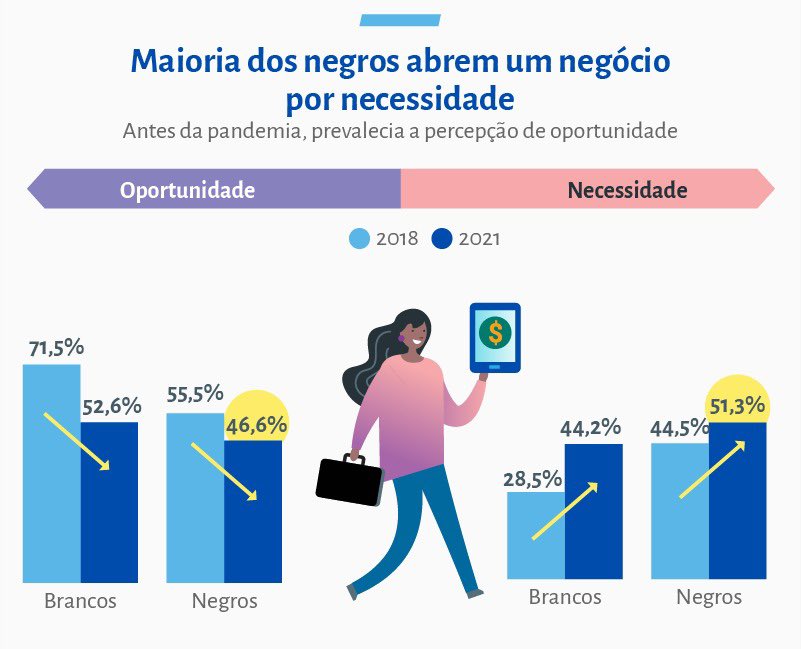 Maioria dos negros abrem um negócio
por necessidade
Antes da pandemia, prevalecia a percepção de oportunidade
Oportunidade
Necessidade
2018
2021
71,5%
52,6%
55,5%
46,6%
Brancos
Negros
$
28,5%
44,2%
44,5%
51,3%
Brancos
Negros